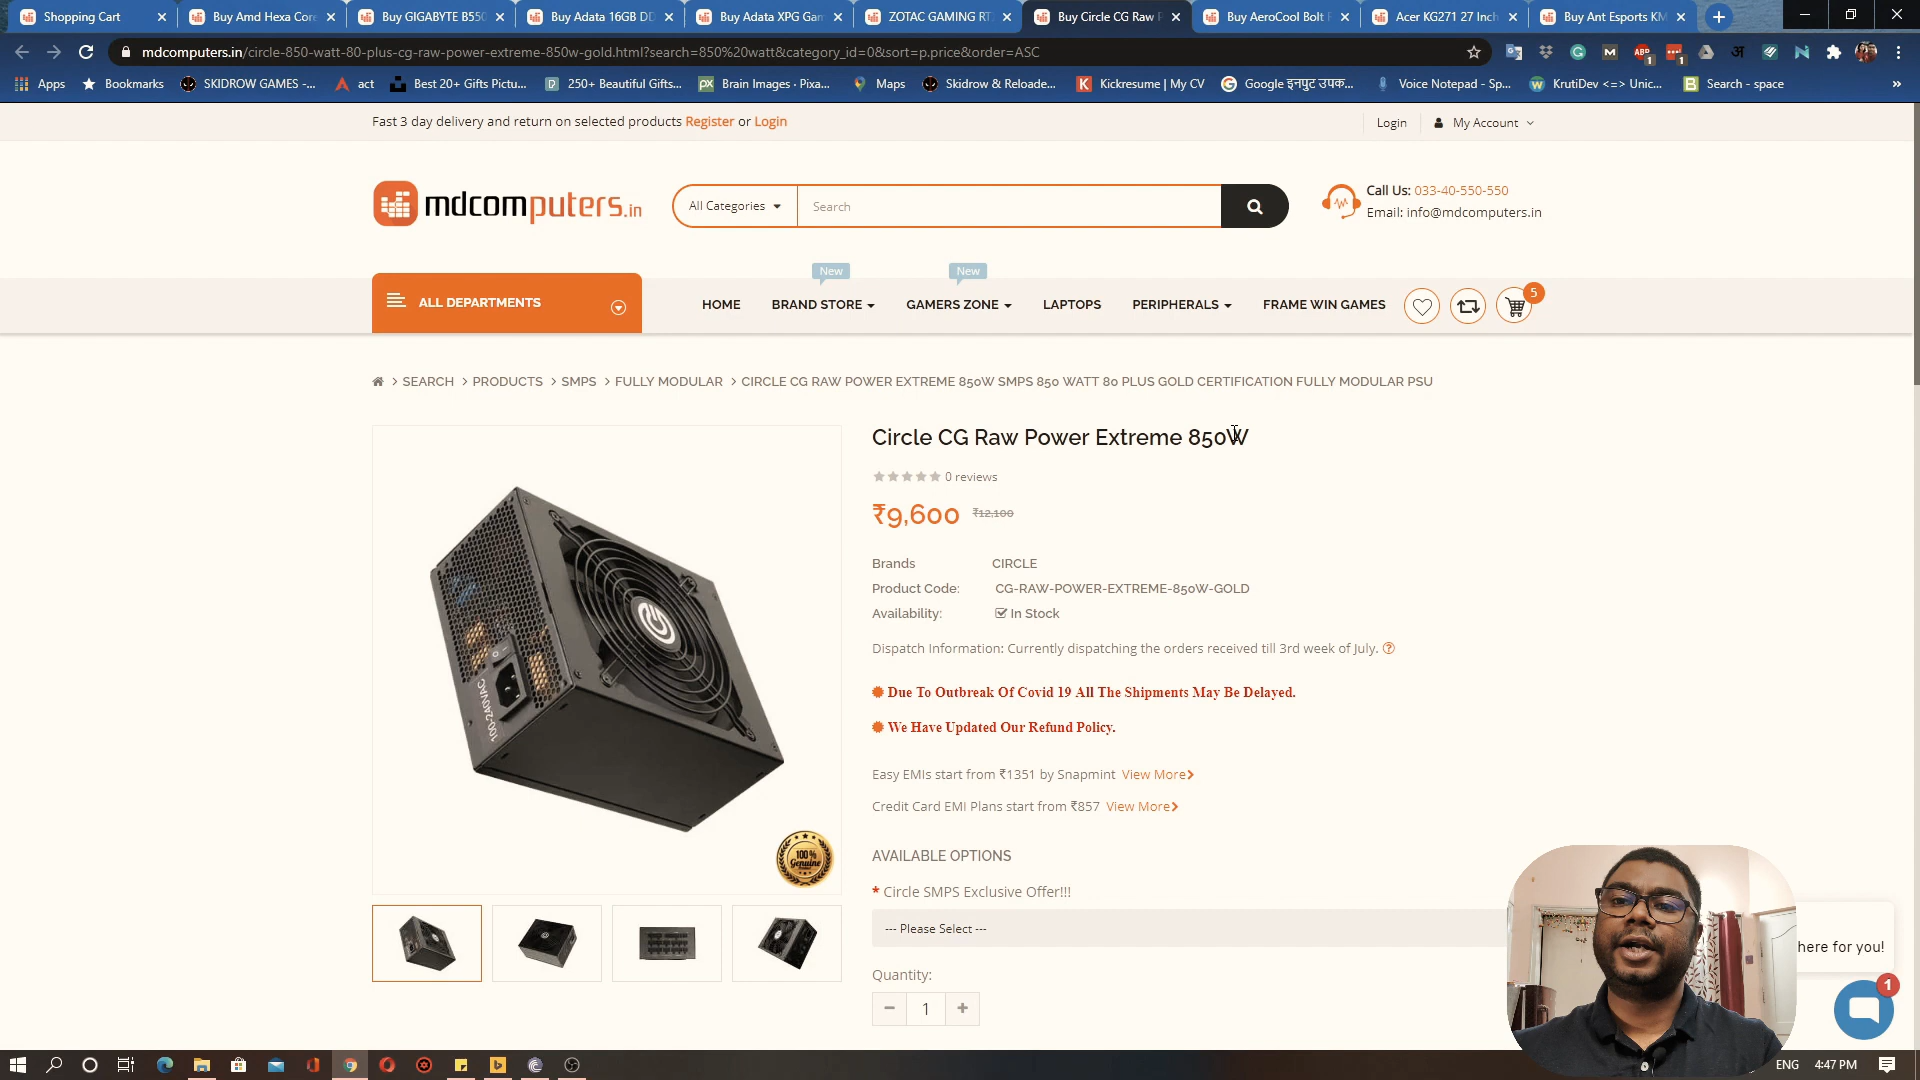 Shopping Cart
Buy Amd Hexa Core
Buy GIGABYTE B550
Buy Adata 16GB DD
Buy Adata XPG Gam
ZOTAC GAMING RT
Buy Circle CG Raw P
Buy AeroCool Bolt
Acer KG271 27 Inch
Buy Ant Esports KM
mdcomputers.in/circle-850-watt-80-plus-cg-raw-power-extreme-850w-gold.html?search=850%20watt&category_id=0&sort=p.price&order=ASC
Apps
Bookmarks
SKIDROW GAMES -...
act
Best 20+ Gifts Pictu...
250+ Beautiful Gifts...
Brain Images · Pixa...
Maps
Skidrow & Reloade...
Kickresume | My CV
Google इनपुट उपक...
Voice Notepad - Sp...
KrutiDev <=> Unic...
Search - space
Fast 3 day delivery and return on selected products Register or Login
Login
My Account
mdcomputers.in
All Categories
Search
Call Us: 033-40-550-550
Email: info@mdcomputers.in
ALL DEPARTMENTS
New
New
HOME
BRAND STORE
GAMERS ZONE
LAPTOPS
PERIPHERALS
FRAME WIN GAMES
5
SEARCH > PRODUCTS > SMPS > FULLY MODULAR > CIRCLE CG RAW POWER EXTREME 850W SMPS 850 WATT 80 PLUS GOLD CERTIFICATION FULLY MODULAR PSU
Circle CG Raw Power Extreme 850W
0 reviews
₹9,600 ₹12,100
Brands CIRCLE
Product Code: CG-RAW-POWER-EXTREME-850W-GOLD
Availability: In Stock
Dispatch Information: Currently dispatching the orders received till 3rd week of July.
Due To Outbreak Of Covid 19 All The Shipments May Be Delayed.
We Have Updated Our Refund Policy.
Easy EMIs start from ₹1351 by Snapmint View More
Credit Card EMI Plans start from ₹857 View More
AVAILABLE OPTIONS
* Circle SMPS Exclusive Offer!!!
--- Please Select ---
Quantity:
− 1 +
100-240VAC
100%
Genuine
here for you!
1
ENG
4:47 PM